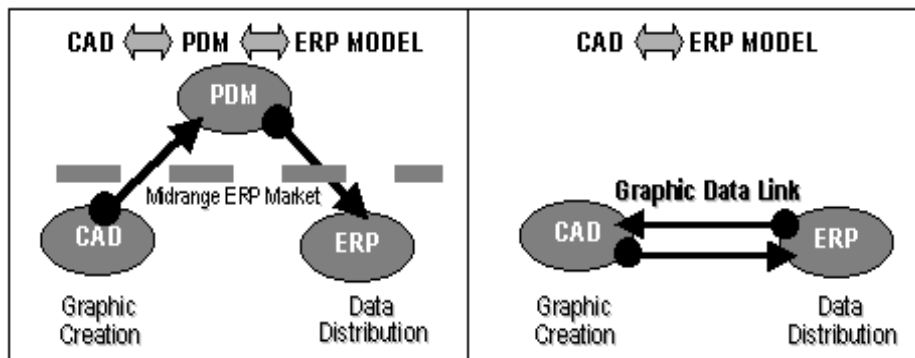 CAD PDM ERP MODEL
PDM
Midrange ERP Market
CAD
ERP
Graphic
Creation
Data
Distribution
CAD ERP MODEL
Graphic Data Link
CAD
ERP
Graphic
Creation
Data
Distribution